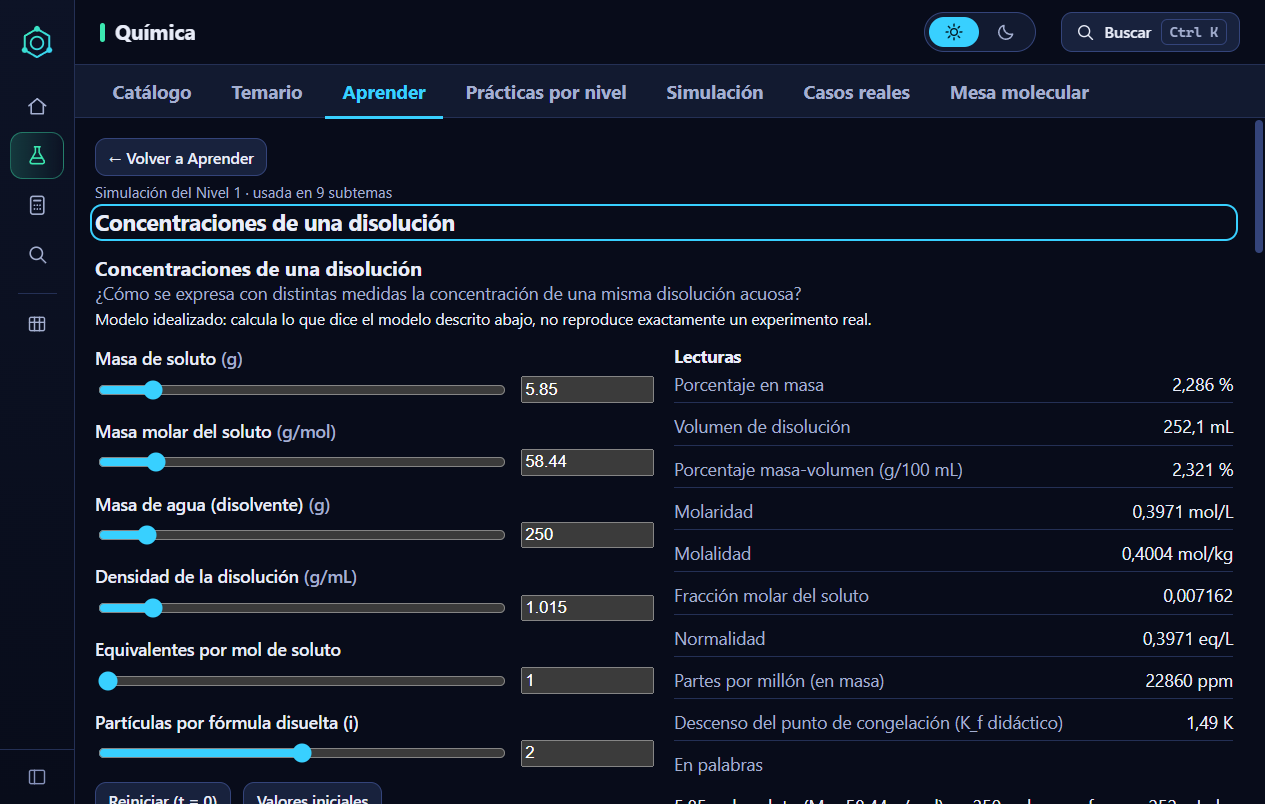 Química
Buscar Ctrl K
Catálogo Temario Aprender Prácticas por nivel Simulación Casos reales Mesa molecular
← Volver a Aprender
Simulación del Nivel 1 · usada en 9 subtemas
Concentraciones de una disolución
Concentraciones de una disolución
¿Cómo se expresa con distintas medidas la concentración de una misma disolución acuosa?
Modelo idealizado: calcula lo que dice el modelo descrito abajo, no reproduce exactamente un experimento real.
Masa de soluto (g)
5.85
Masa molar del soluto (g/mol)
58.44
Masa de agua (disolvente) (g)
250
Densidad de la disolución (g/mL)
1.015
Equivalentes por mol de soluto
1
Partículas por fórmula disuelta (i)
2
Reiniciar (t = 0) Valores iniciales
Lecturas
Porcentaje en masa 2,286 %
Volumen de disolución 252,1 mL
Porcentaje masa-volumen (g/100 mL) 2,321 %
Molaridad 0,3971 mol/L
Molalidad 0,4004 mol/kg
Fracción molar del soluto 0,007162
Normalidad 0,3971 eq/L
Partes por millón (en masa) 22860 ppm
Descenso del punto de congelación (K_f didáctico) 1,49 K
En palabras